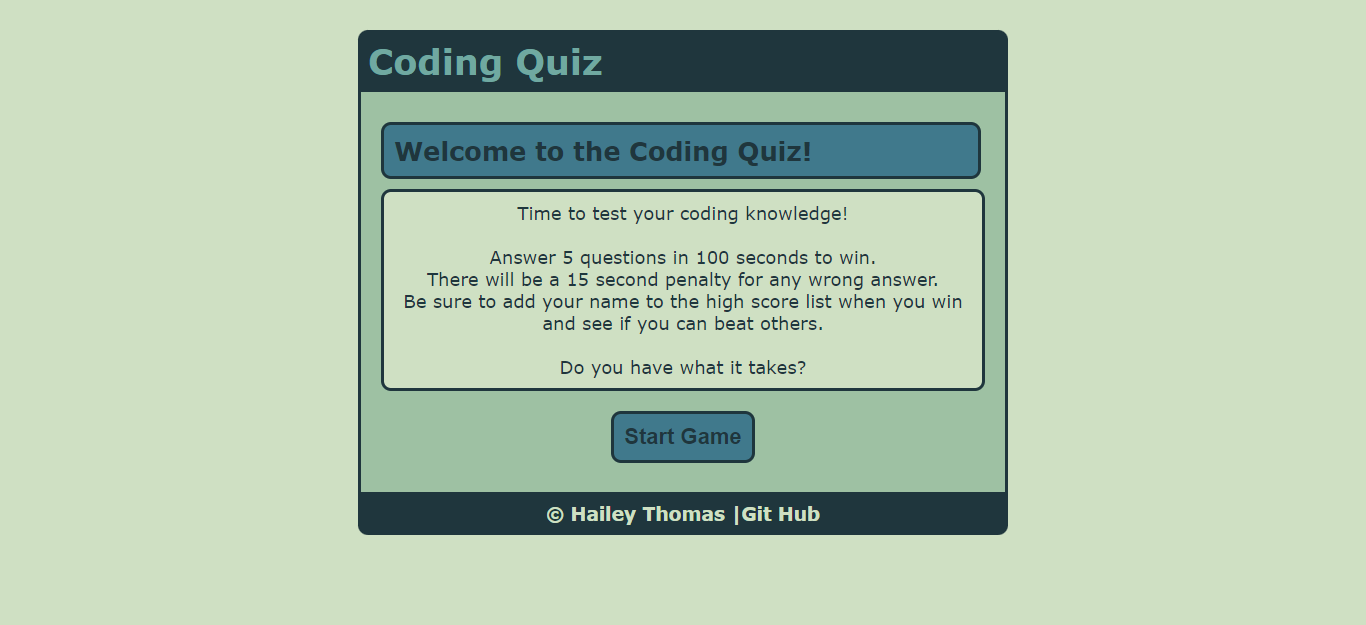 Coding Quiz
Welcome to the Coding Quiz!
Time to test your coding knowledge!
Answer 5 questions in 100 seconds to win.
There will be a 15 second penalty for any wrong answer.
Be sure to add your name to the high score list when you win
and see if you can beat others.
Do you have what it takes?
Start Game
© Hailey Thomas |Git Hub